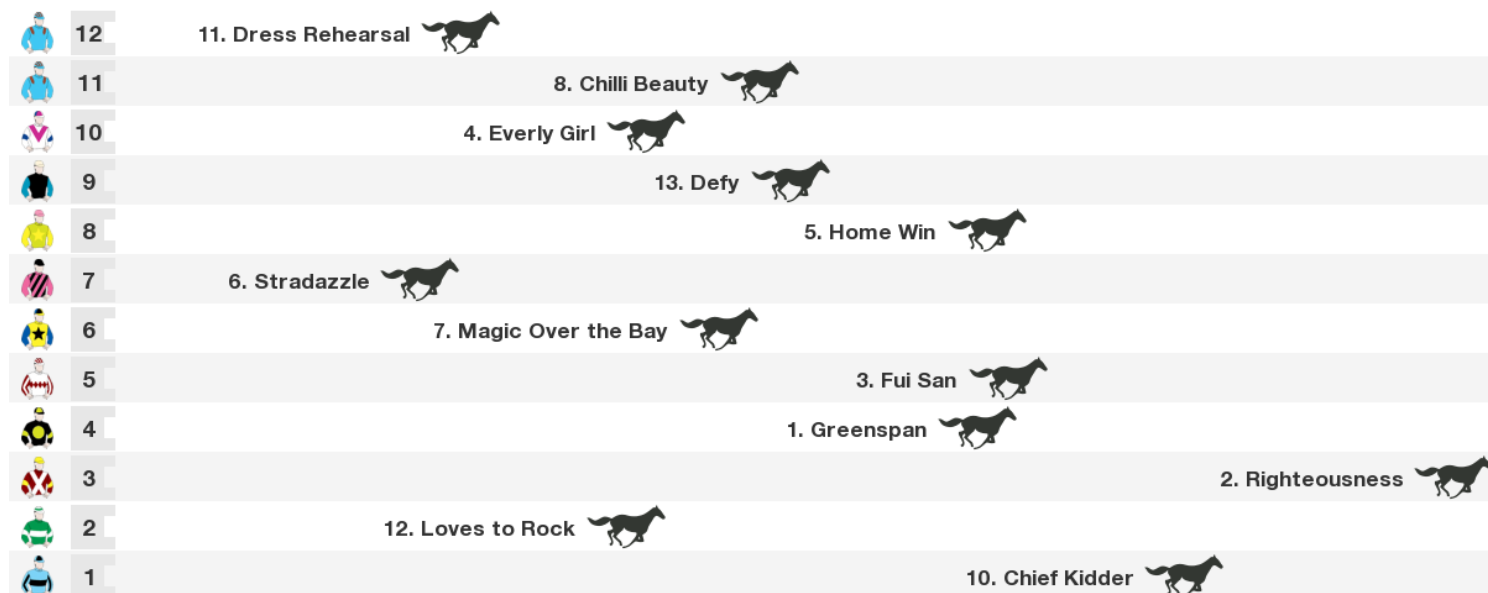 12 11. Dress Rehearsal
11 8. Chilli Beauty
10 4. Everly Girl
9 13. Defy
8 5. Home Win
7 6. Stradazzle
6 7. Magic Over the Bay
5 3. Fui San
4 1. Greenspan
3 2. Righteousness
2 12. Loves to Rock
1 10. Chief Kidder